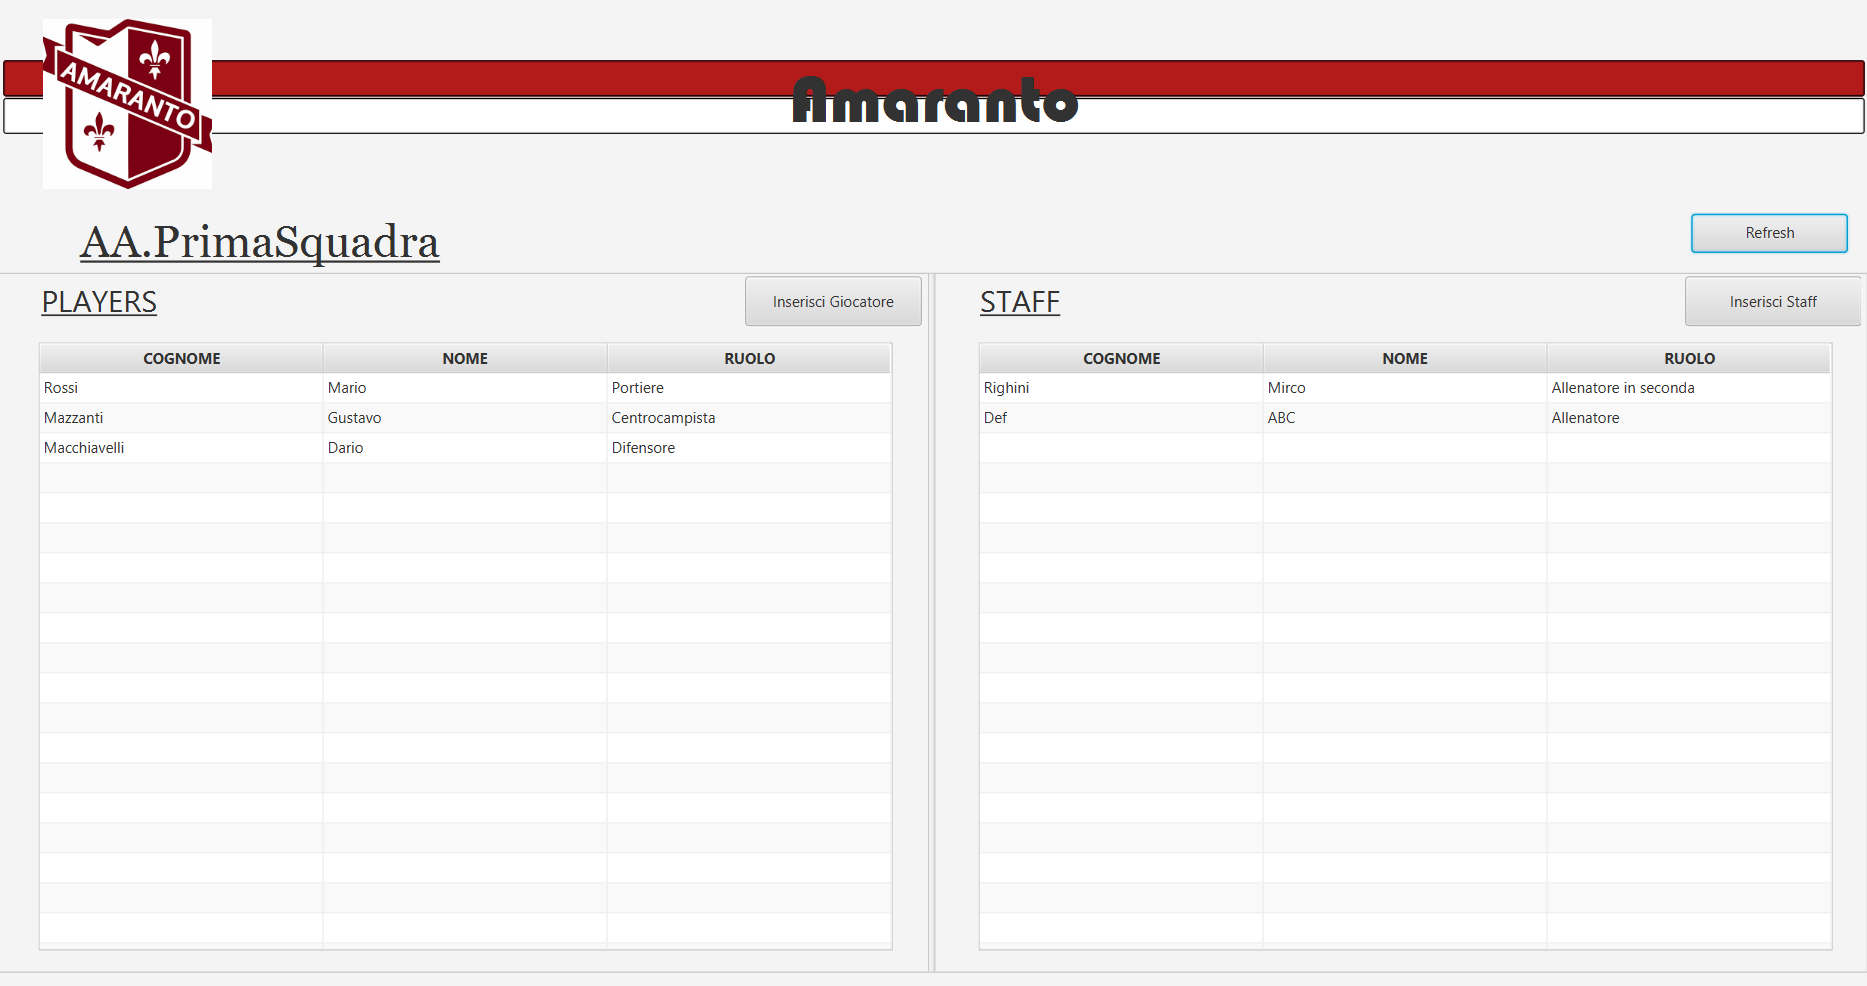 AMARANTO
Amaranto
AA.PrimaSquadra
Refresh
PLAYERS
Inserisci Giocatore
STAFF
Inserisci Staff
COGNOME NOME RUOLO
Rossi Mario Portiere
Mazzanti Gustavo Centrocampista
Macchiavelli Dario Difensore
COGNOME NOME RUOLO
Righini Mirco Allenatore in seconda
Def ABC Allenatore